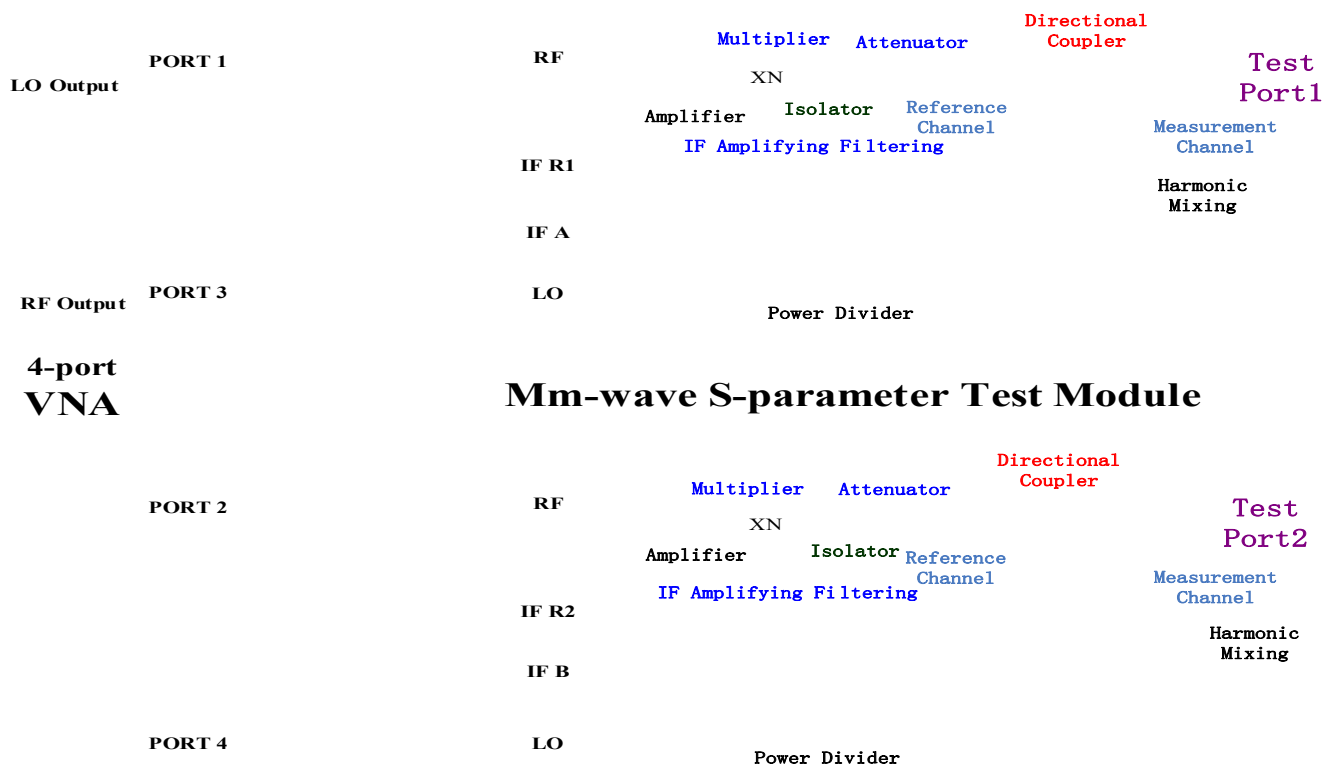 LO Output
PORT 1
RF
Multiplier
Attenuator
Directional
Coupler
XN
Test
Port1
Amplifier
Isolator
Reference
Channel
Measurement
Channel
IF Amplifying Filtering
IF R1
Harmonic
Mixing
IF A
RF Output
PORT 3
LO
Power Divider
4-port
VNA
Mm-wave S-parameter Test Module
PORT 2
RF
Multiplier
Attenuator
Directional
Coupler
XN
Test
Port2
Amplifier
Isolator
Reference
Channel
Measurement
Channel
IF Amplifying Filtering
IF R2
Harmonic
Mixing
IF B
PORT 4
LO
Power Divider